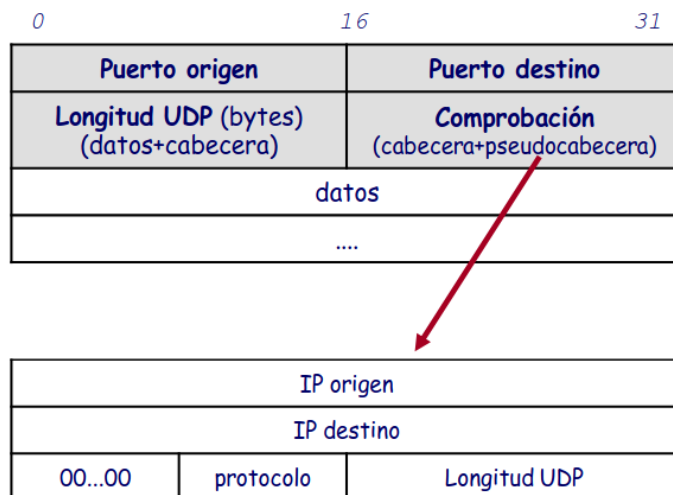 0 16 31
Puerto origen Puerto destino
Longitud UDP (bytes) Comprobación
(datos+cabecera) (cabecera+pseudocabecera)
datos
....
IP origen
IP destino
00...00 protocolo Longitud UDP